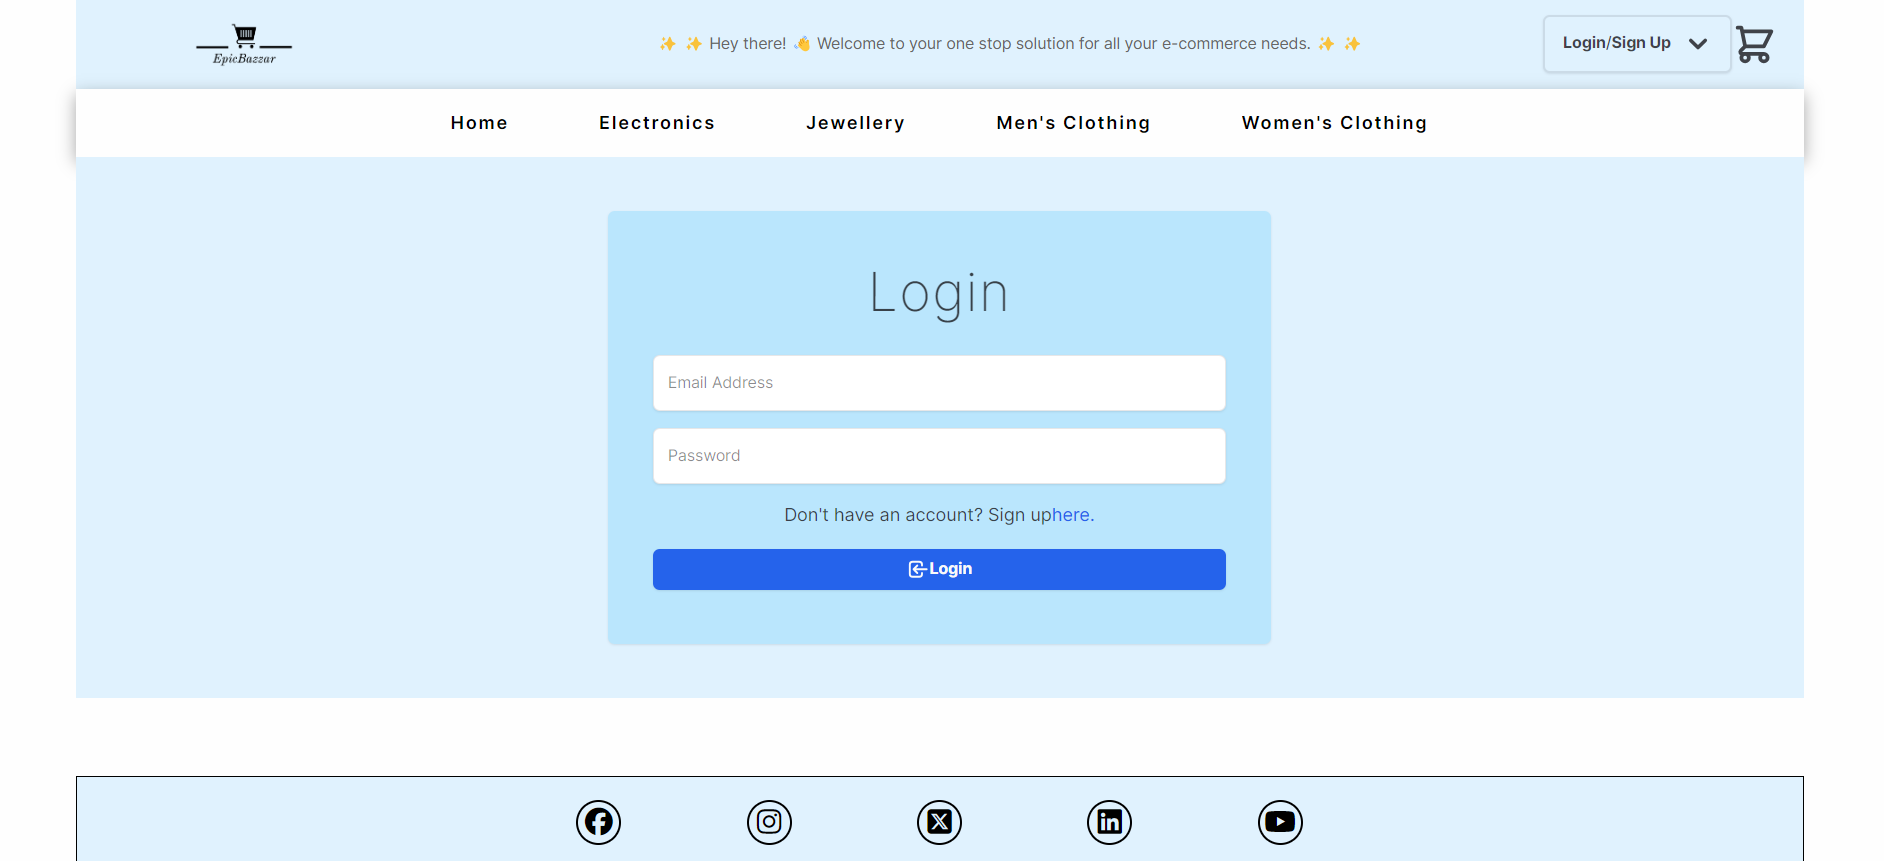 EpicBazzar
✨ ✨ Hey there! 👋 Welcome to your one stop solution for all your e-commerce needs. ✨ ✨
Login/Sign Up
Home
Electronics
Jewellery
Men's Clothing
Women's Clothing
Login
Email Address
Password
Don't have an account? Sign uphere.
Login